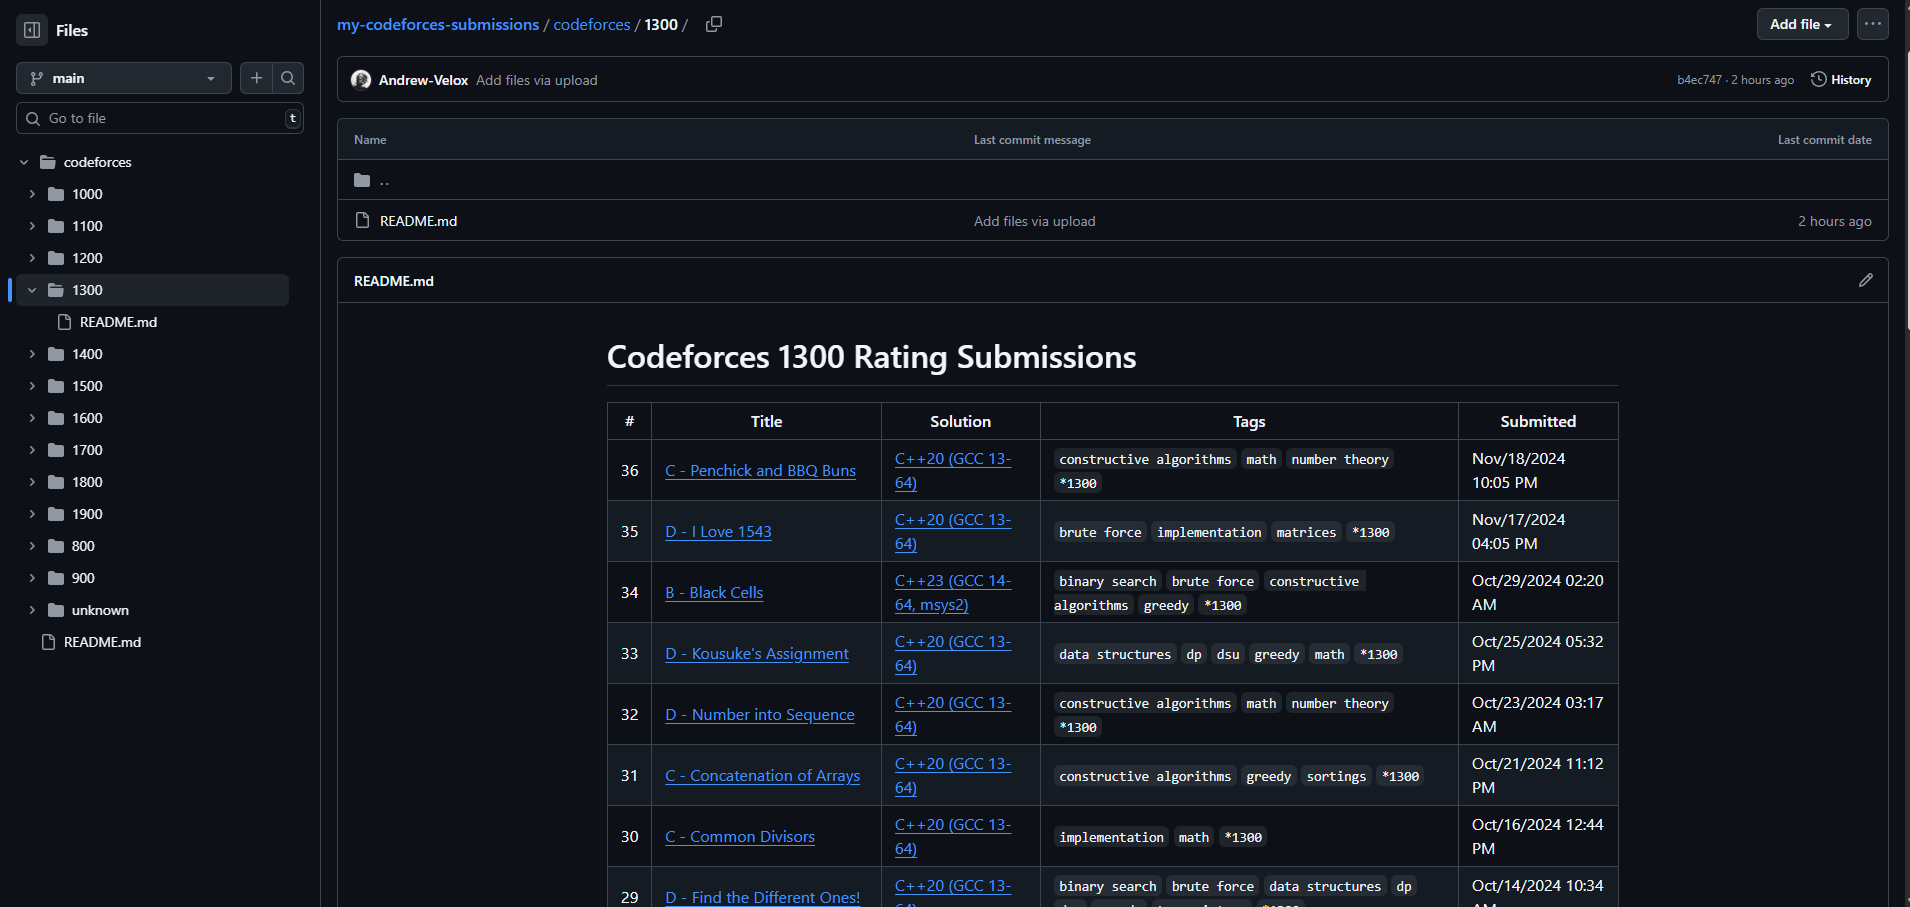 Files
main
Go to file
t
codeforces
1000
1100
1200
1300
README.md
1400
1500
1600
1700
1800
1900
800
900
unknown
README.md
my-codeforces-submissions / codeforces / 1300 /
Add file
Andrew-Velox Add files via upload
b4ec747 · 2 hours ago
History
Name Last commit message Last commit date
..
README.md Add files via upload 2 hours ago
README.md
Codeforces 1300 Rating Submissions
# Title Solution Tags Submitted
36 C - Penchick and BBQ Buns C++20 (GCC 13-64) constructive algorithms math number theory *1300 Nov/18/2024 10:05 PM
35 D - I Love 1543 C++20 (GCC 13-64) brute force implementation matrices *1300 Nov/17/2024 04:05 PM
34 B - Black Cells C++23 (GCC 14-64, msys2) binary search brute force constructive algorithms greedy *1300 Oct/29/2024 02:20 AM
33 D - Kousuke's Assignment C++20 (GCC 13-64) data structures dp dsu greedy math *1300 Oct/25/2024 05:32 PM
32 D - Number into Sequence C++20 (GCC 13-64) constructive algorithms math number theory *1300 Oct/23/2024 03:17 AM
31 C - Concatenation of Arrays C++20 (GCC 13-64) constructive algorithms greedy sortings *1300 Oct/21/2024 11:12 PM
30 C - Common Divisors C++20 (GCC 13-64) implementation math *1300 Oct/16/2024 12:44 PM
29 D - Find the Different Ones! C++20 (GCC 13- binary search brute force data structures dp Oct/14/2024 10:34